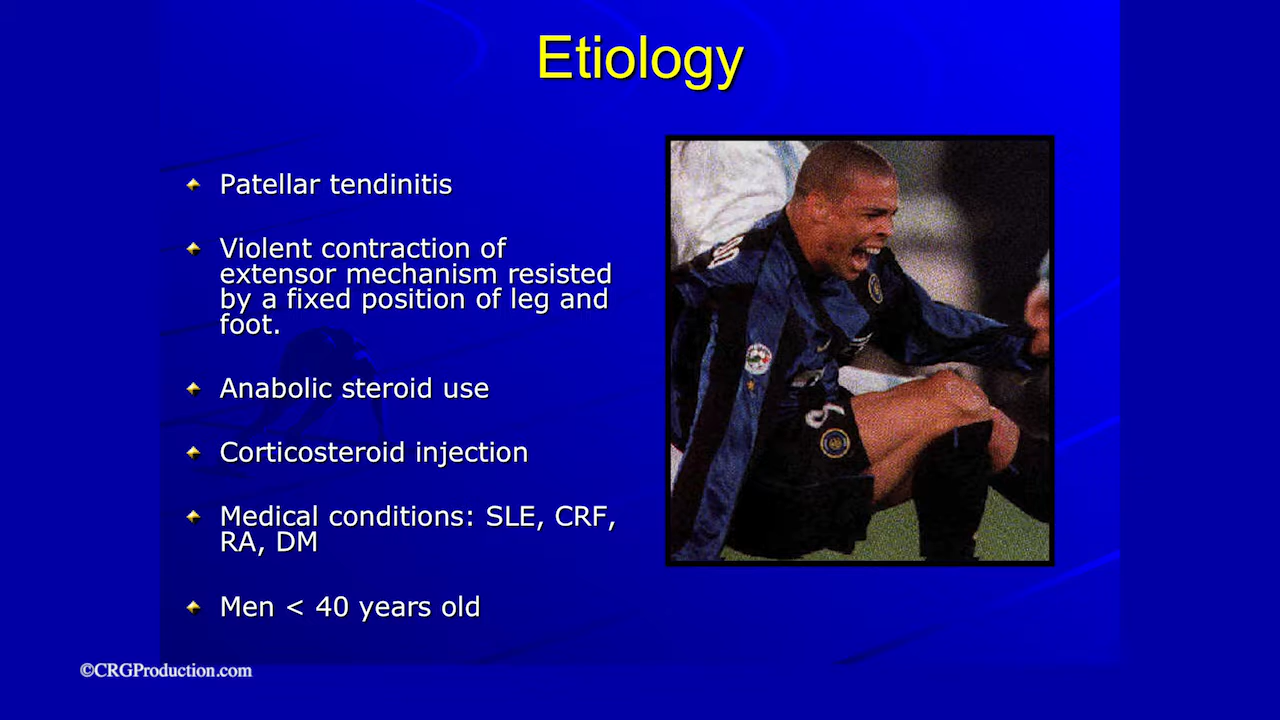 Etiology
Patellar tendinitis
Violent contraction of
extensor mechanism resisted
by a fixed position of leg and
foot.
Anabolic steroid use
Corticosteroid injection
Medical conditions: SLE, CRF,
RA, DM
Men < 40 years old
©CRGProduction.com